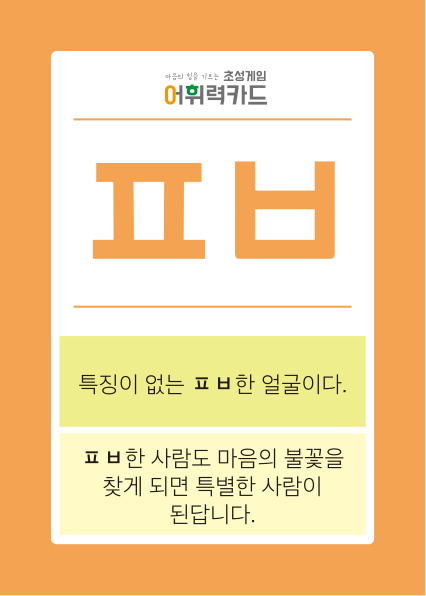 마음의 힘을 기르는 초성게임
어휘력카드
ㅍㅂ
특징이 없는 ㅍㅂ한 얼굴이다.
ㅍㅂ한 사람도 마음의 불꽃을
찾게 되면 특별한 사람이
된답니다.